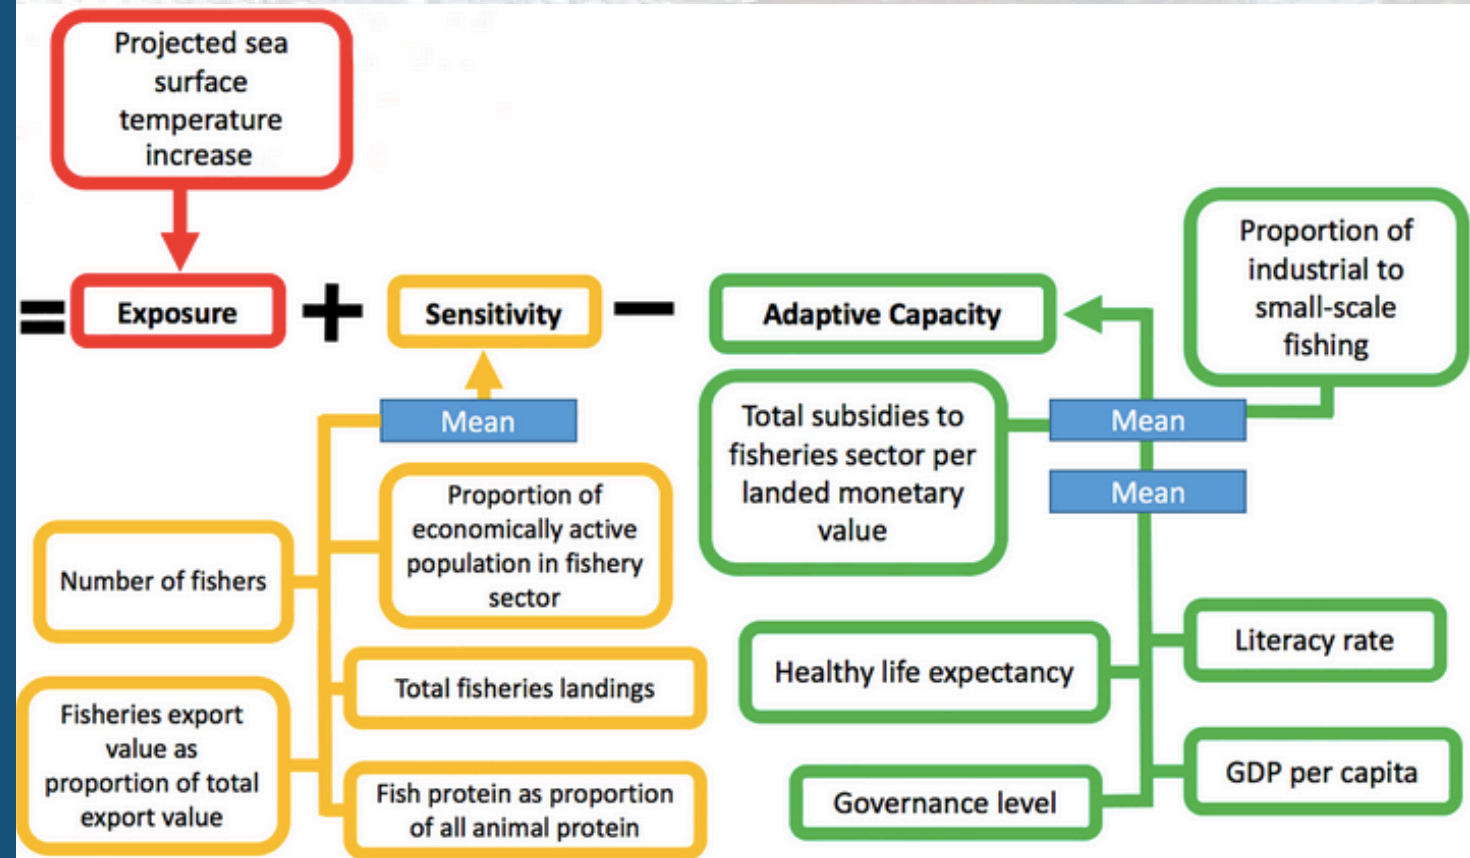 Projected sea
surface
temperature
increase
=
Exposure
+
Sensitivity
−
Adaptive Capacity
Proportion of
industrial to
small-scale
fishing
Mean
Total subsidies to
fisheries sector per
landed monetary
value
Mean
Mean
Number of fishers
Proportion of
economically active
population in fishery
sector
Total fisheries landings
Fisheries export
value as
proportion of total
export value
Fish protein as proportion
of all animal protein
Healthy life expectancy
Literacy rate
Governance level
GDP per capita